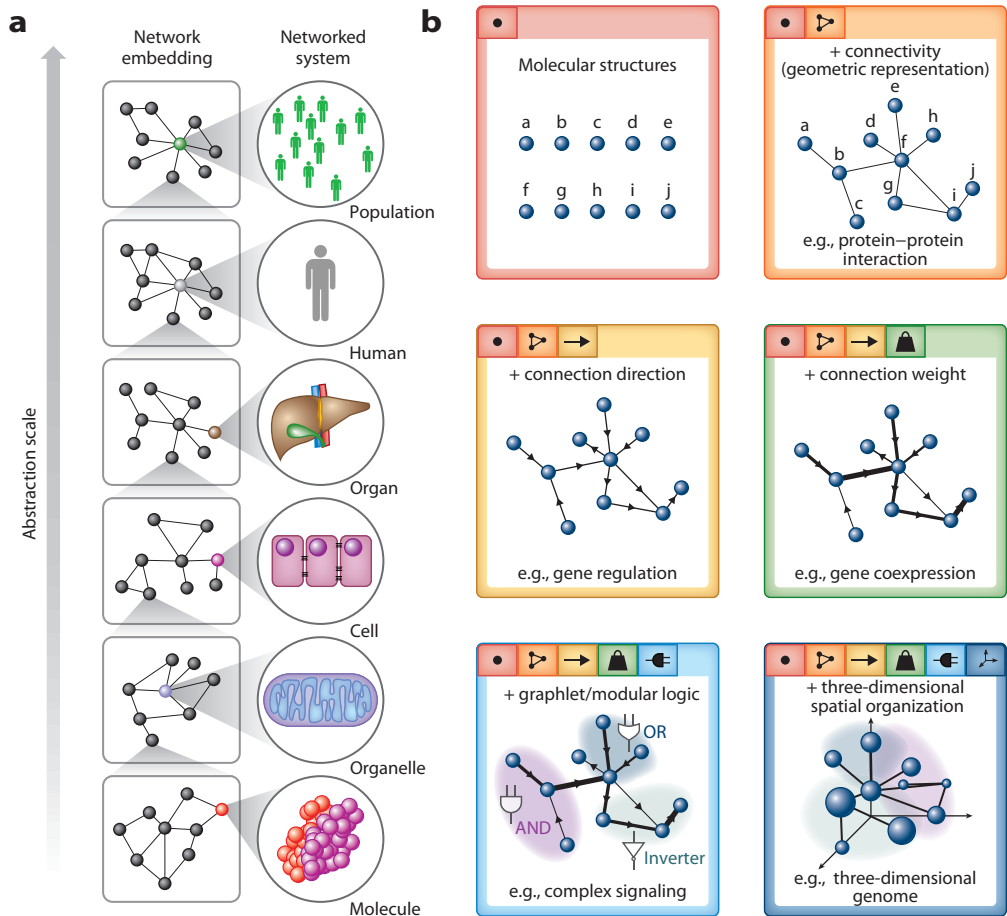 a
Network
embedding
Networked
system
Abstraction scale
Population
Human
Organ
Cell
Organelle
Molecule
b
Molecular structures
a b c d e
f g h i j
+ connectivity
(geometric representation)
e
a
d
h
f
b
g
j
i
c
e.g., protein–protein
interaction
+ connection direction
e.g., gene regulation
+ connection weight
e.g., gene coexpression
+ graphlet/modular logic
OR
AND
Inverter
e.g., complex signaling
+ three-dimensional
spatial organization
e.g., three-dimensional
genome